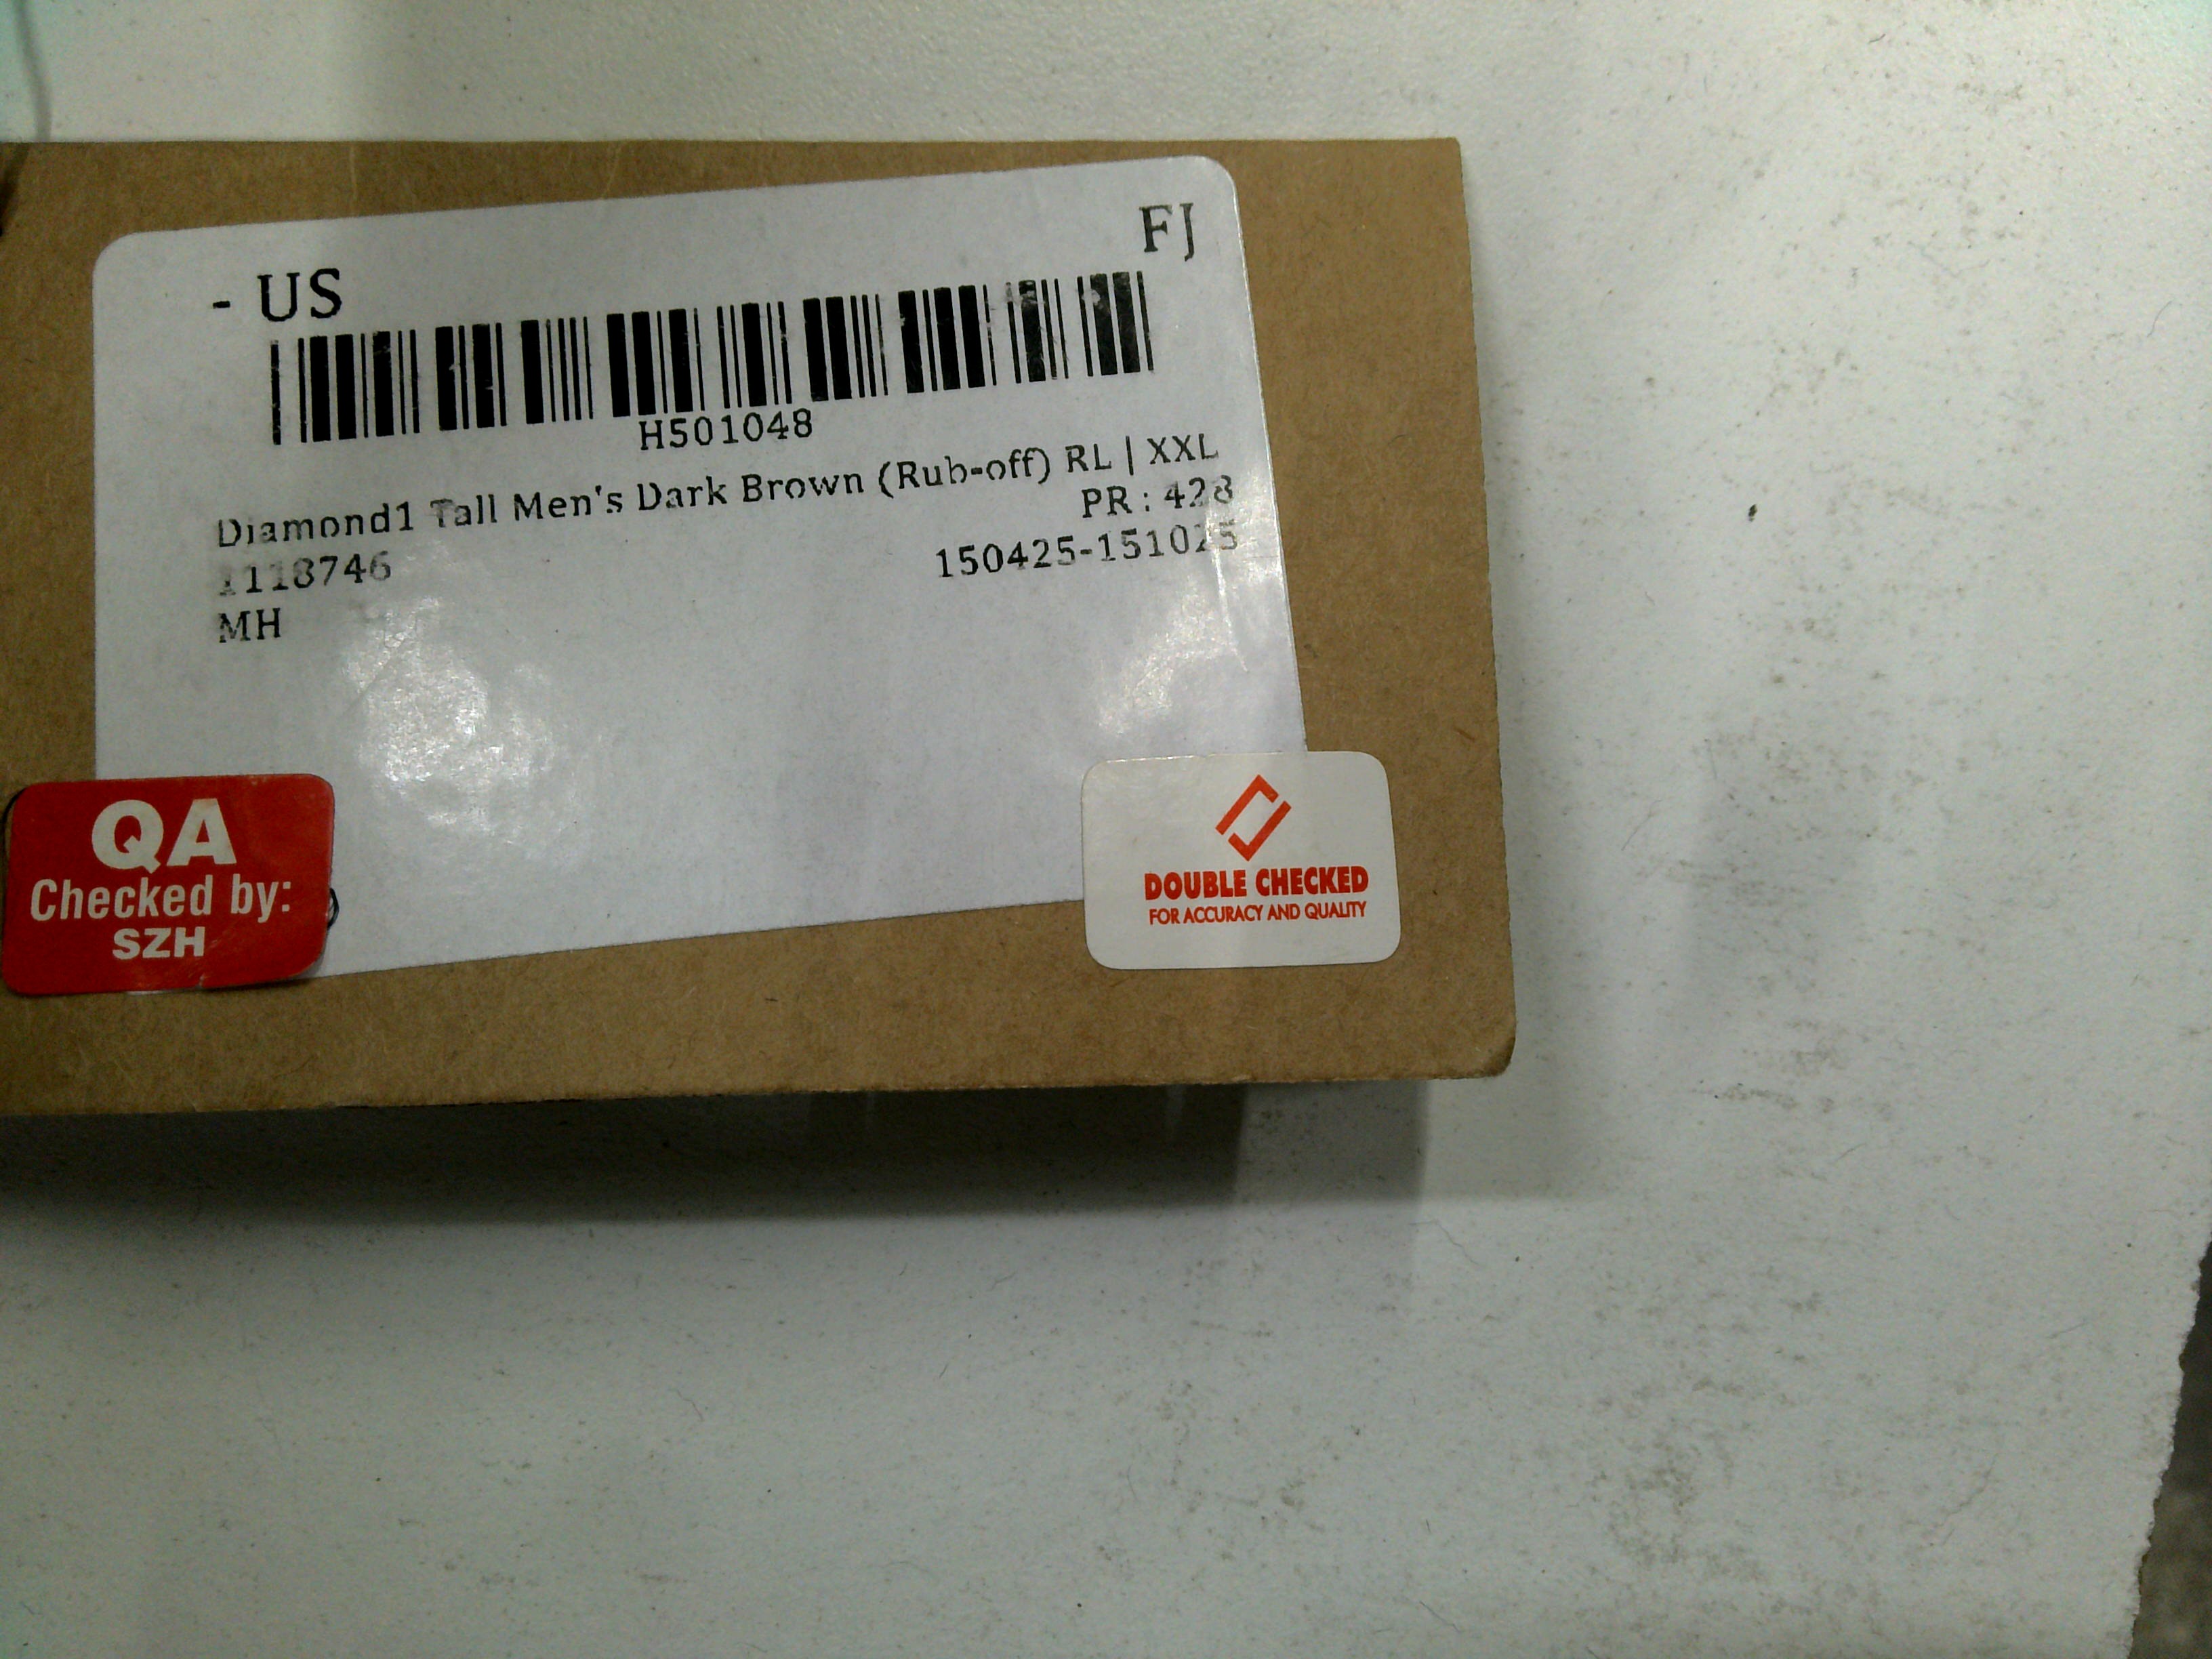 - US
FJ
H501048
Diamond1 Tall Men's Dark Brown (Rub-off) RL | XXL
PR : 428
1118746
150425-151025
MH
QA
Checked by:
SZH
DOUBLE CHECKED
FOR ACCURACY AND QUALITY